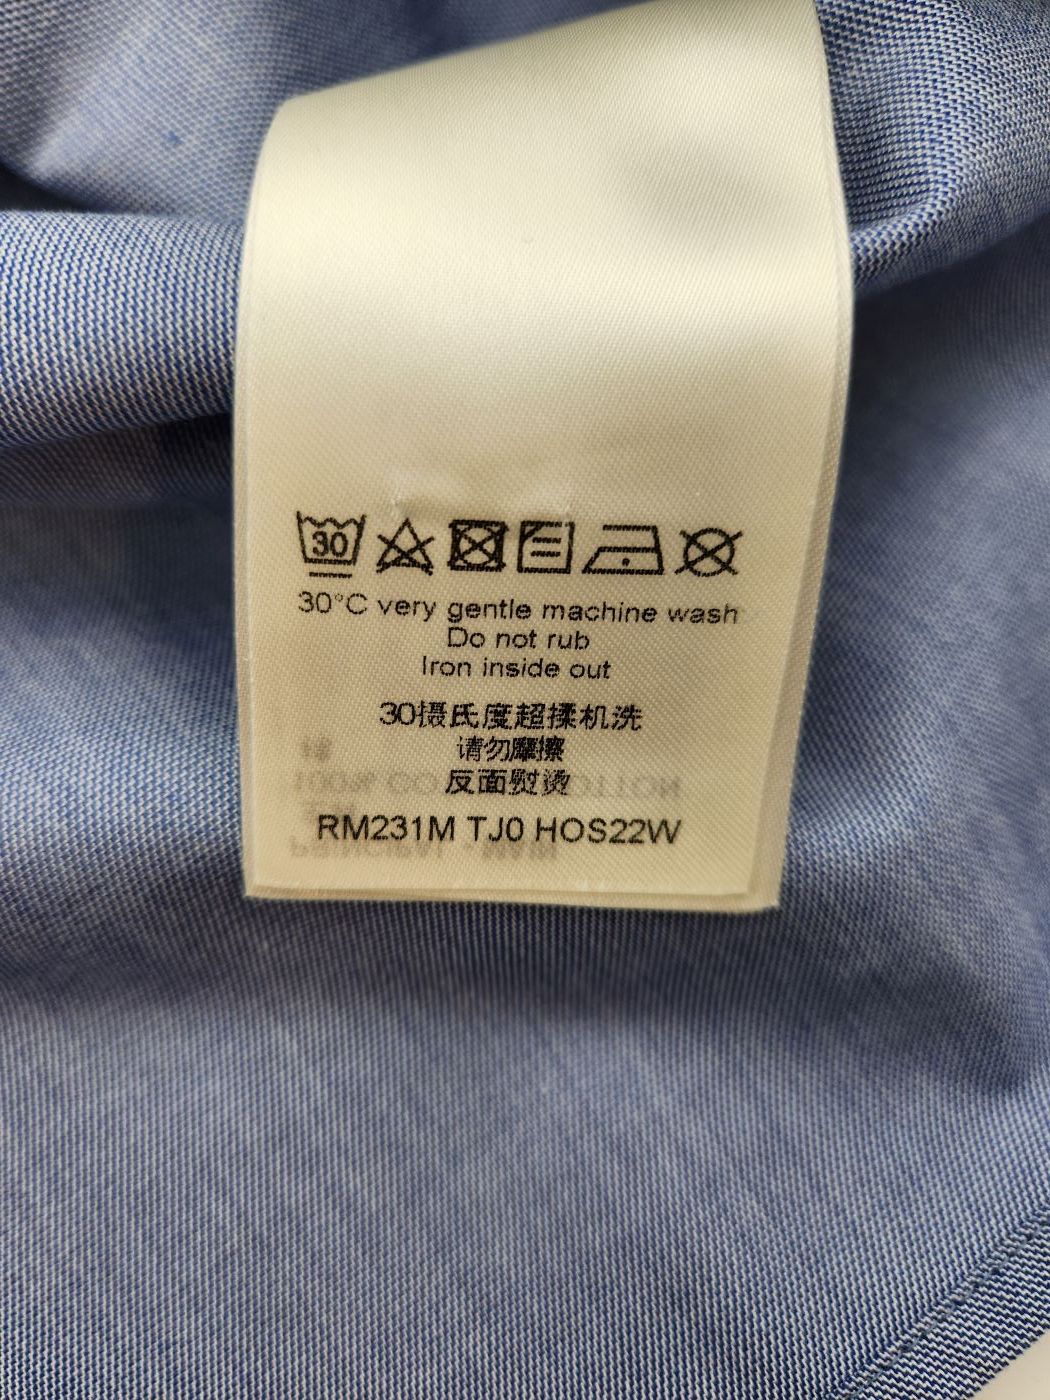 30
30°C very gentle machine wash
Do not rub
Iron inside out
30摄氏度超揉机洗
请勿摩擦
反面熨烫
RM231M TJ0 HOS22W